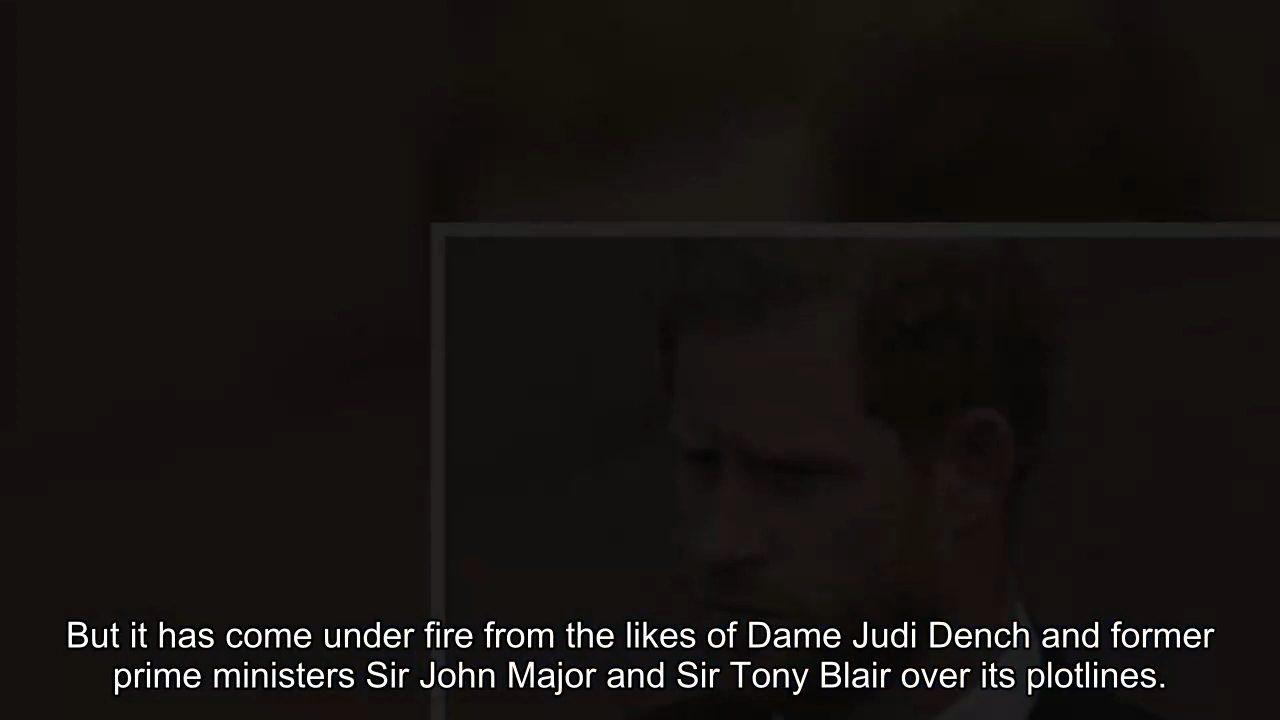 But it has come under fire from the likes of Dame Judi Dench and former
prime ministers Sir John Major and Sir Tony Blair over its plotlines.